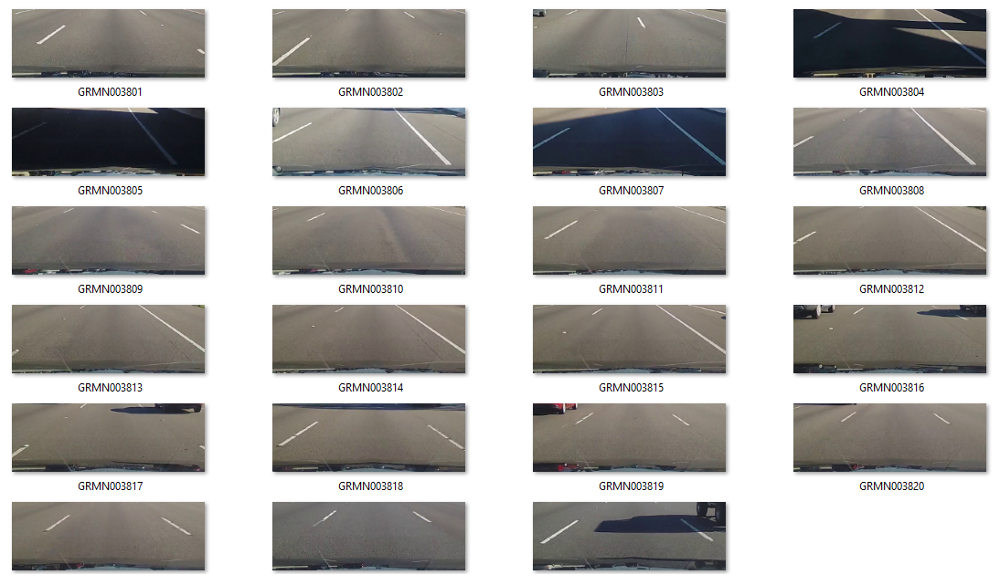 GRMN003801 GRMN003802 GRMN003803 GRMN003804
GRMN003805 GRMN003806 GRMN003807 GRMN003808
GRMN003809 GRMN003810 GRMN003811 GRMN003812
GRMN003813 GRMN003814 GRMN003815 GRMN003816
GRMN003817 GRMN003818 GRMN003819 GRMN003820